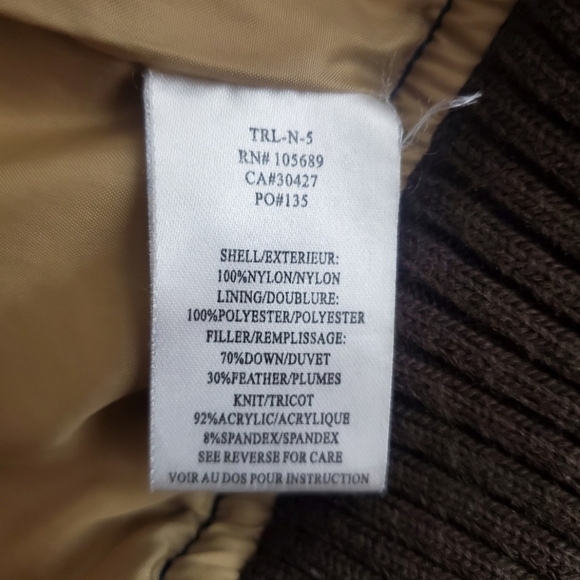 TRL-N-5
RN# 105689
CA#30427
PO#135
SHELL/EXTERIEUR:
100%NYLON/NYLON
LINING/DOUBLURE:
100%POLYESTER/POLYESTER
FILLER/REMPLISSAGE:
70%DOWN/DUVET
30%FEATHER/PLUMES
KNIT/TRICOT
92%ACRYLIC/ACRYLIQUE
8%SPANDEX/SPANDEX
SEE REVERSE FOR CARE
VOIR AU DOS POUR INSTRUCTION